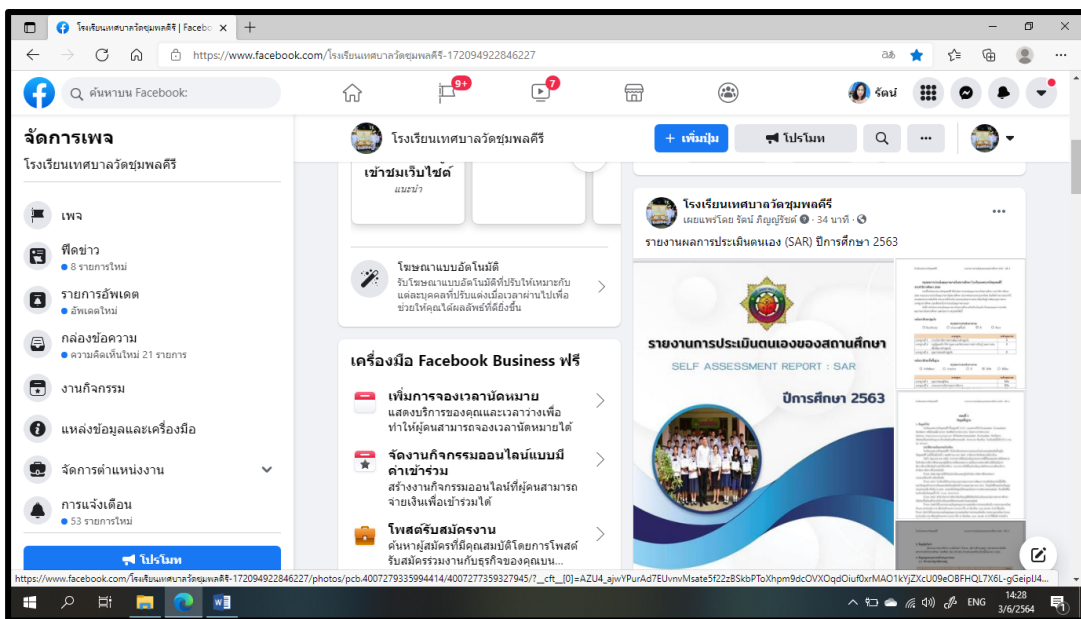 โรงเรียนเทศบาลวัดชุมพลคีรี | Facebo
https://www.facebook.com/โรงเรียนเทศบาลวัดชุมพลคีรี-172094922846227
ค้นหาบน Facebook:
9+
7
รัตน์
จัดการเพจ
โรงเรียนเทศบาลวัดชุมพลคีรี
เพจ
ฟีดข่าว
8 รายการใหม่
รายการอัพเดต
อัพเดตใหม่
กล่องข้อความ
ความคิดเห็นใหม่ 21 รายการ
งานกิจกรรม
แหล่งข้อมูลและเครื่องมือ
จัดการตำแหน่งงาน
การแจ้งเตือน
53 รายการใหม่
โปรโมท
โรงเรียนเทศบาลวัดชุมพลคีรี
+ เพิ่มปุ่ม
โปรโมท
เข้าชมเว็บไซต์
แนะนำ
โฆษณาแบบอัตโนมัติ
รับโฆษณาแบบอัตโนมัติที่ปรับให้เหมาะกับ
แต่ละบุคคลที่ปรับแต่งเมื่อเวลาผ่านไปเพื่อ
ช่วยให้คุณได้ผลลัพธ์ที่ดียิ่งขึ้น
เครื่องมือ Facebook Business ฟรี
เพิ่มการจองเวลานัดหมาย
แสดงบริการของคุณและเวลาว่างเพื่อ
ทำให้ผู้คนสามารถจองเวลานัดหมายได้
จัดงานกิจกรรมออนไลน์แบบมี
ค่าเข้าร่วม
สร้างงานกิจกรรมออนไลน์ที่ผู้คนสามารถ
จ่ายเงินเพื่อเข้าร่วมได้
โพสต์รับสมัครงาน
ค้นหาผู้สมัครที่มีคุณสมบัติโดยการโพสต์
รับสมัครร่วมงานกับธุรกิจของคุณบน...
โรงเรียนเทศบาลวัดชุมพลคีรี
เผยแพร่โดย รัตน์ ภิญญ์รัชต์ · 34 นาที ·
รายงานผลการประเมินตนเอง (SAR) ปีการศึกษา 2563
รายงานการประเมินตนเองของสถานศึกษา
SELF ASSESSMENT REPORT : SAR
ปีการศึกษา 2563
https://www.facebook.com/โรงเรียนเทศบาลวัดชุมพลคีรี-172094922846227/photos/pcb.4007279335994414/4007277359327945/?_cft_[0]=AZU4_ajwYPurAd7EUvnvMsate5f22zBSkbPToXhpm9dcOVXOqdOiuf0xrMAO1kYjZXcU09eOBFHQL7X6L-gGeiplJ4...
ENG
14:28
3/6/2564